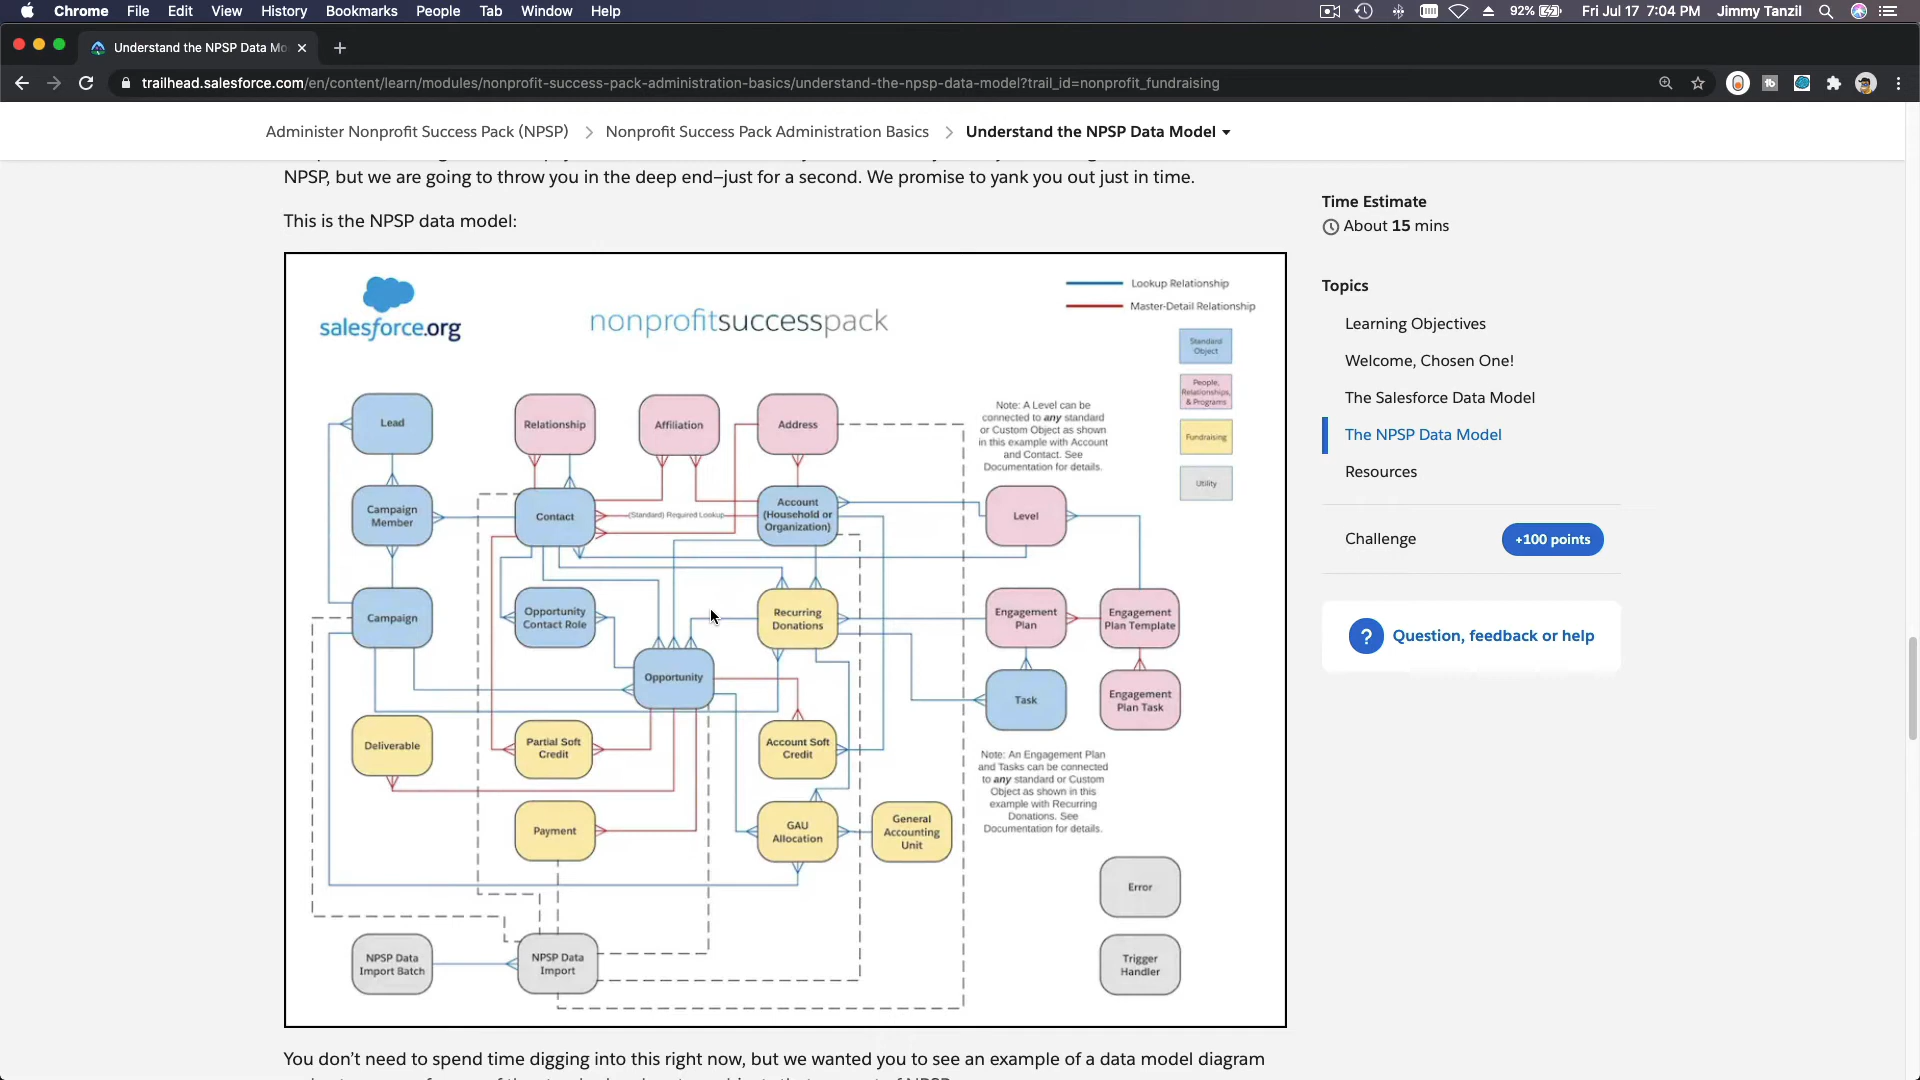 Chrome File Edit View History Bookmarks People Tab Window Help
92% Fri Jul 17 7:04 PM Jimmy Tanzil
Understand the NPSP Data Mo
trailhead.salesforce.com/en/content/learn/modules/nonprofit-success-pack-administration-basics/understand-the-npsp-data-model?trail_id=nonprofit_fundraising
Administer Nonprofit Success Pack (NPSP) > Nonprofit Success Pack Administration Basics > Understand the NPSP Data Model
NPSP, but we are going to throw you in the deep end—just for a second. We promise to yank you out just in time.
This is the NPSP data model:
salesforce.org
nonprofitsuccesspack
Lookup Relationship
Master-Detail Relationship
Standard
Object
People,
Relationships,
& Programs
Fundraising
Utility
Lead
Relationship
Affiliation
Address
Note: A Level can be
connected to any standard
or Custom Object as shown
in this example with Account
and Contact. See
Documentation for details.
Campaign
Member
Contact
(Standard) Required Lookup
Account
(Household or
Organization)
Level
Campaign
Opportunity
Contact Role
Recurring
Donations
Engagement
Plan
Engagement
Plan Template
Opportunity
Task
Engagement
Plan Task
Deliverable
Partial Soft
Credit
Account Soft
Credit
Note: An Engagement Plan
and Tasks can be connected
to any standard or Custom
Object as shown in this
example with Recurring
Donations. See
Documentation for details.
Payment
GAU
Allocation
General
Accounting
Unit
Error
NPSP Data
Import Batch
NPSP Data
Import
Trigger
Handler
You don't need to spend time digging into this right now, but we wanted you to see an example of a data model diagram
Time Estimate
About 15 mins
Topics
Learning Objectives
Welcome, Chosen One!
The Salesforce Data Model
The NPSP Data Model
Resources
Challenge
+100 points
? Question, feedback or help